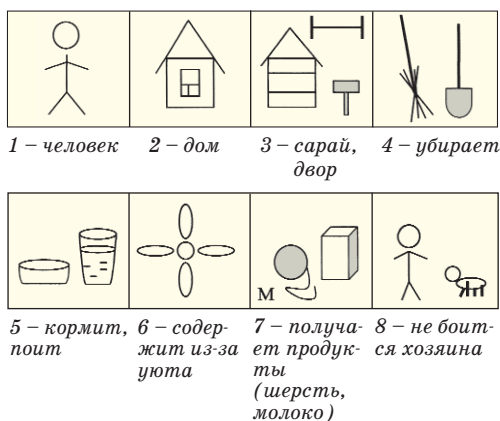 1 – человек
2 – дом
3 – сарай,
двор
4 – убирает
М
5 – кормит,
поит
6 – содер-
жит из-за
уюта
7 – получа-
ет продук-
ты
(шерсть,
молоко)
8 – не боит-
ся хозяина